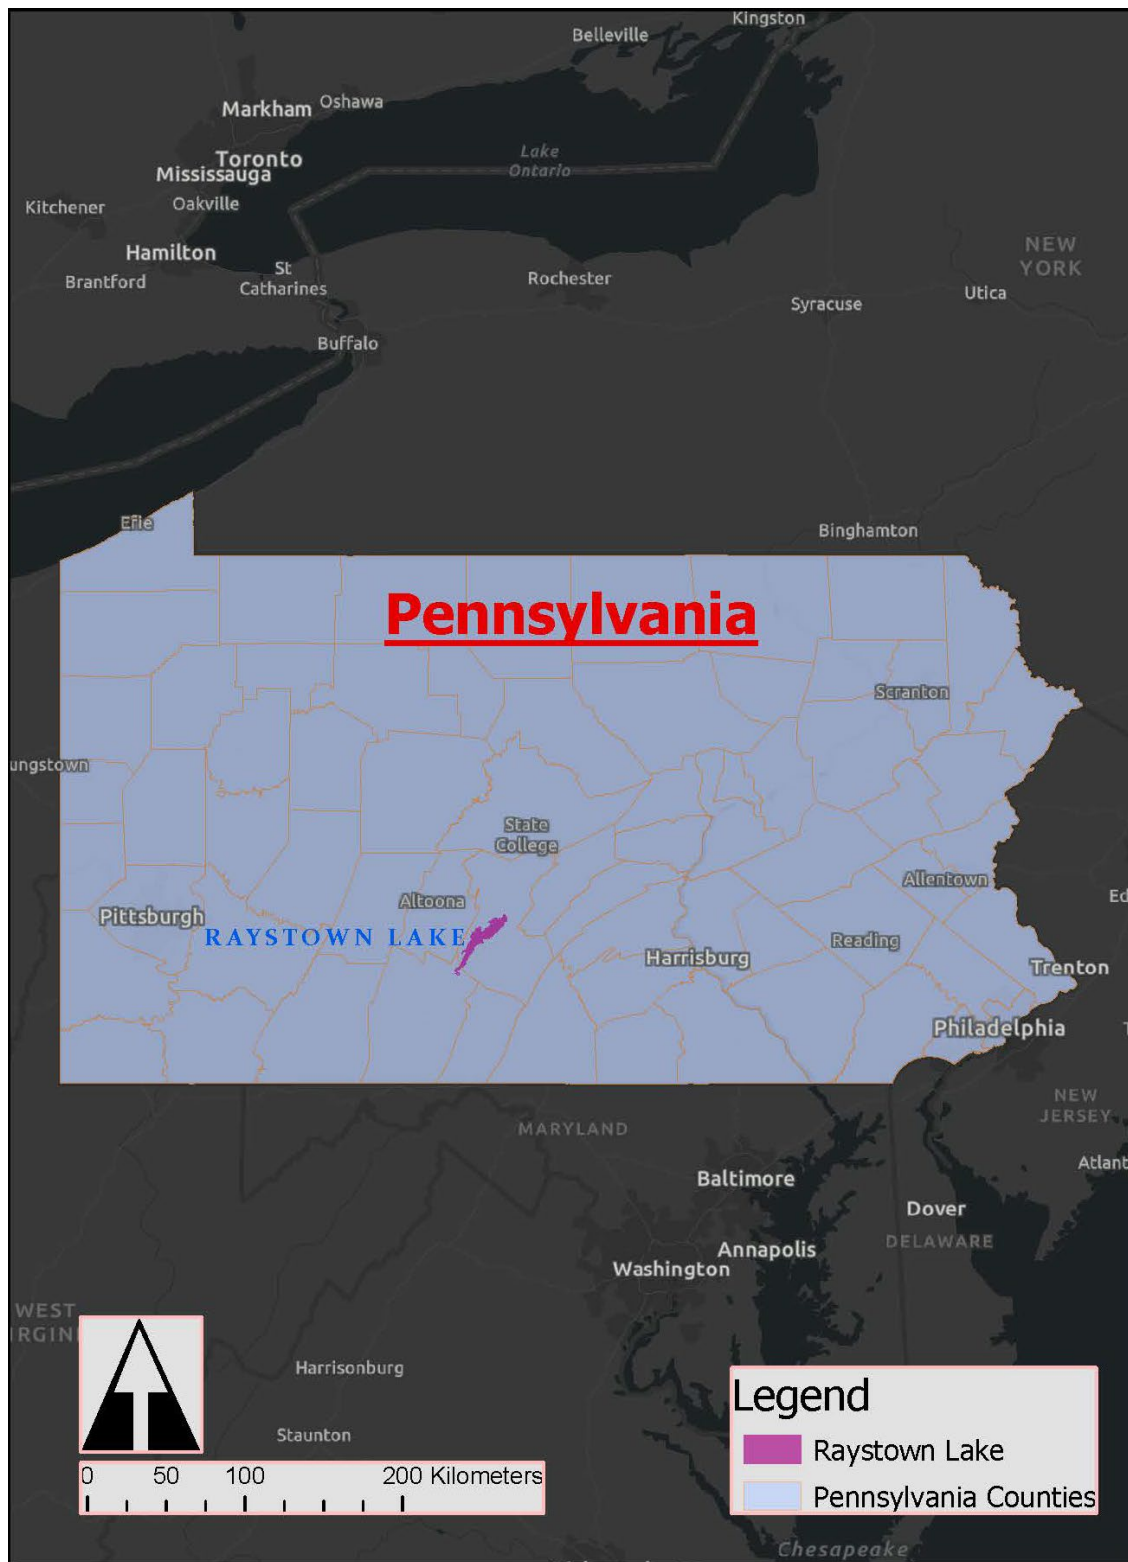 Kingston
Belleville
Markham
Oshawa
Toronto
Mississauga
Lake
Ontario
Kitchener
Oakville
Hamilton
Brantford
St
Catharines
Rochester
NEW
YORK
Syracuse
Utica
Buffalo
Erie
Binghamton
Pennsylvania
Scranton
ungstown
State
College
Allentown
Altoona
Ed
Pittsburgh
RAYSTOWN LAKE
Reading
Harrisburg
Trenton
Philadelphia
T
NEW
JERSEY
MARYLAND
Atlant
Baltimore
Dover
DELAWARE
Annapolis
Washington
WEST
IRGINI
Harrisonburg
Staunton
Legend
Raystown Lake
Pennsylvania Counties
0 50 100 200 Kilometers
Chesapeake